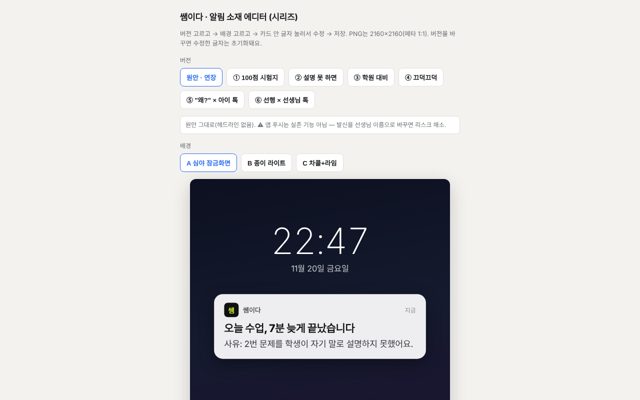 쌤이다 · 알림 소재 에디터 (시리즈)
버전 고르고 → 배경 고르고 → 카드 안 글자 눌러서 수정 → 저장. PNG는 2160×2160(메타 1:1). 버전을 바
꾸면 수정한 글자는 초기화돼요.
버전
원안 · 연장
① 100점 시험지
② 설명 못 하면
③ 학원 대비
④ 끄덕끄덕
⑤ "왜?" × 아이 톡
⑥ 선행 × 선생님 톡
원안 그대로(헤드라인 없음). ⚠ 앱 푸시는 실존 기능 아님 — 발신을 선생님 이름으로 바꾸면 리스크 해소.
배경
A 심야 잠금화면
B 종이 라이트
C 차콜+라임
22:47
11월 20일 금요일
쌤
쌤이다
지금
오늘 수업, 7분 늦게 끝났습니다
사유: 2번 문제를 학생이 자기 말로 설명하지 못했어요.